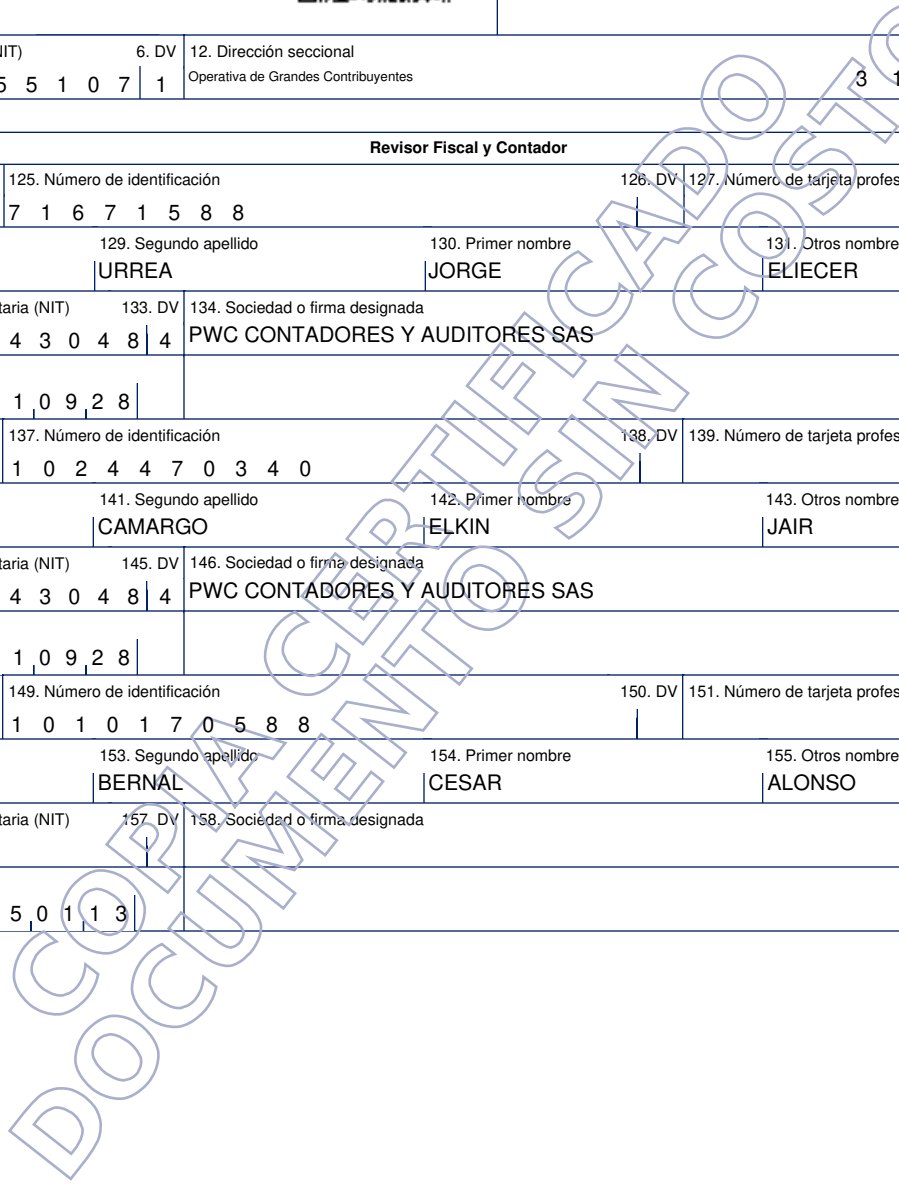 IT) 6. DV 12. Dirección seccional
5 5 1 0 7 1 Operativa de Grandes Contribuyentes 3 1
Revisor Fiscal y Contador
125. Número de identificación 126. DV 127. Número de tarjeta profes
7 1 6 7 1 5 8 8
129. Segundo apellido 130. Primer nombre 131. Otros nombre
URREA JORGE ELIECER
taria (NIT) 133. DV 134. Sociedad o firma designada
4 3 0 4 8 4 PWC CONTADORES Y AUDITORES SAS
1 0 9 2 8
137. Número de identificación 138. DV 139. Número de tarjeta profes
1 0 2 4 4 7 0 3 4 0
141. Segundo apellido 142. Primer nombre 143. Otros nombre
CAMARGO ELKIN JAIR
taria (NIT) 145. DV 146. Sociedad o firma designada
4 3 0 4 8 4 PWC CONTADORES Y AUDITORES SAS
1 0 9 2 8
149. Número de identificación 150. DV 151. Número de tarjeta profes
1 0 1 0 1 7 0 5 8 8
153. Segundo apellido 154. Primer nombre 155. Otros nombre
BERNAL CESAR ALONSO
taria (NIT) 157. DV 158. Sociedad o firma designada
5 0 1 1 3
COPIA CERTIFICADO
DOCUMENTO SIN COSTO